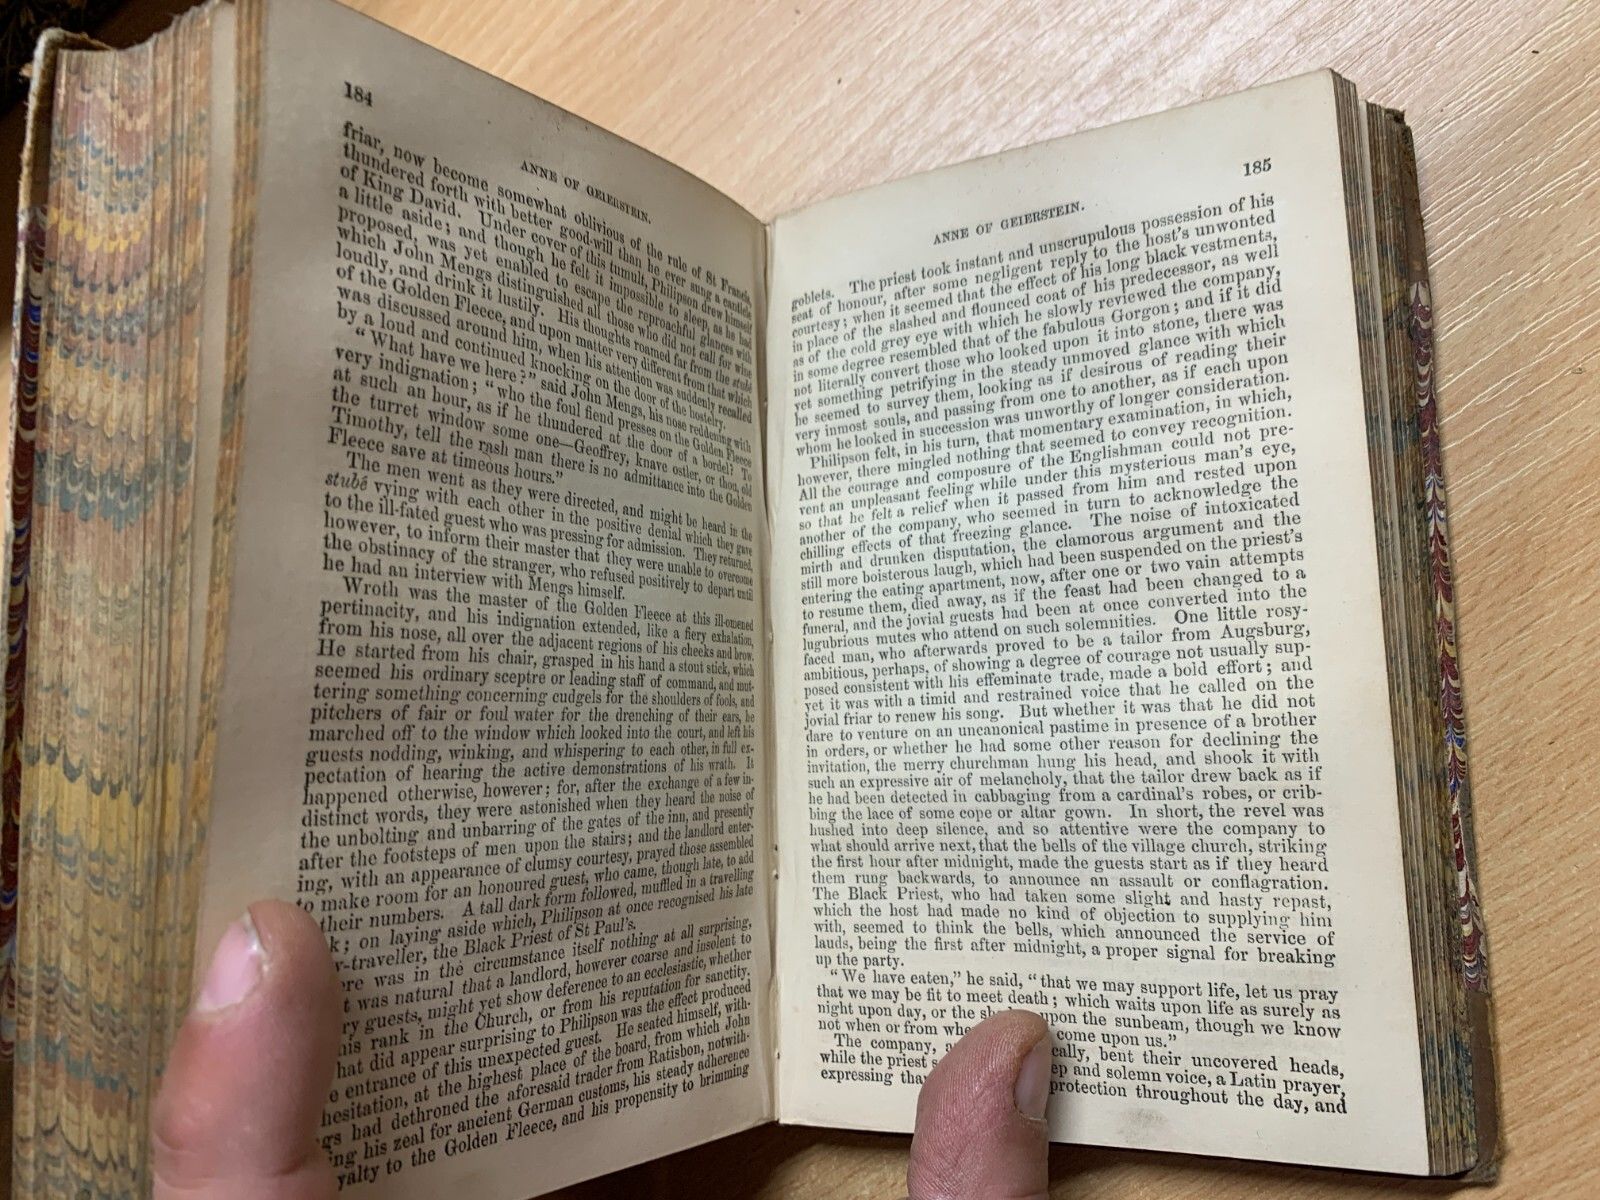 184
ANNE OF GEIERSTEIN.
friar, now become somewhat oblivious of the rule of St Francis,
thundered forth with better good-will than he ever sung a canticle
of King David. Under cover of this tumult, Philipson drew himself
a little aside; and though he felt it impossible to sleep, as he had
proposed, was yet enabled to escape the reproachful glances with
which John Mengs distinguished all those who did not call for wine
loudly, and drink it lustily. His thoughts roamed far from the stubé
of the Golden Fleece, and upon matter very different from that which
was discussed around him, when his attention was suddenly recalled
by a loud and continued knocking on the door of the hostelry.
"What have we here?" said John Mengs, his nose reddening with
very indignation; "who the foul fiend presses on the Golden Fleece
at such an hour, as if he thundered at the door of a bordel? To
the turret window some one—Geoffrey, knave ostler, or thou, old
Timothy, tell the rash man there is no admittance into the Golden
Fleece save at timeous hours."
The men went as they were directed, and might be heard in the
stubé vying with each other in the positive denial which they gave
to the ill-fated guest who was pressing for admission. They returned,
however, to inform their master that they were unable to overcome
the obstinacy of the stranger, who refused positively to depart until
he had an interview with Mengs himself.
Wroth was the master of the Golden Fleece at this ill-omened
pertinacity, and his indignation extended, like a fiery exhalation,
from his nose, all over the adjacent regions of his cheeks and brow.
He started from his chair, grasped in his hand a stout stick, which
seemed his ordinary sceptre or leading staff of command, and mut-
tering something concerning cudgels for the shoulders of fools, and
pitchers of fair or foul water for the drenching of their ears, he
marched off to the window which looked into the court, and left his
guests nodding, winking, and whispering to each other, in full ex-
pectation of hearing the active demonstrations of his wrath. It
happened otherwise, however; for, after the exchange of a few in-
distinct words, they were astonished when they heard the noise of
the unbolting and unbarring of the gates of the inn, and presently
after the footsteps of men upon the stairs; and the landlord enter-
ing, with an appearance of clumsy courtesy, prayed those assembled
to make room for an honoured guest, who came, though late, to add
their numbers. A tall dark form followed, muffled in a travelling
k; on laying aside which, Philipson at once recognised his late
-traveller, the Black Priest of St Paul's.
ere was in the circumstance itself nothing at all surprising,
t was natural that a landlord, however coarse and insolent to
ry guests, might yet show deference to an ecclesiastic, whether
his rank in the Church, or from his reputation for sanctity.
hat did appear surprising to Philipson was the effect produced
e entrance of this unexpected guest. He seated himself, with-
hesitation, at the highest place of the board, from which John
gs had dethroned the aforesaid trader from Ratisbon, notwith-
ing his zeal for ancient German customs, his steady adherence
yalty to the Golden Fleece, and his propensity to brimming
185
ANNE OF GEIERSTEIN.
goblets. The priest took instant and unscrupulous possession of his
seat of honour, after some negligent reply to the host's unwonted
courtesy; when it seemed that the effect of his long black vestments,
in place of the slashed and flounced coat of his predecessor, as well
as of the cold grey eye with which he slowly reviewed the company,
in some degree resembled that of the fabulous Gorgon; and if it did
not literally convert those who looked upon it into stone, there was
yet something petrifying in the steady unmoved glance with which
he seemed to survey them, looking as if desirous of reading their
very inmost souls, and passing from one to another, as if each upon
whom he looked in succession was unworthy of longer consideration.
Philipson felt, in his turn, that momentary examination, in which,
however, there mingled nothing that seemed to convey recognition.
All the courage and composure of the Englishman could not pre-
vent an unpleasant feeling while under this mysterious man's eye,
so that he felt a relief when it passed from him and rested upon
another of the company, who seemed in turn to acknowledge the
chilling effects of that freezing glance. The noise of intoxicated
mirth and drunken disputation, the clamorous argument and the
still more boisterous laugh, which had been suspended on the priest's
entering the eating apartment, now, after one or two vain attempts
to resume them, died away, as if the feast had been changed to a
funeral, and the jovial guests had been at once converted into the
lugubrious mutes who attend on such solemnities. One little rosy-
faced man, who afterwards proved to be a tailor from Augsburg,
ambitious, perhaps, of showing a degree of courage not usually sup-
posed consistent with his effeminate trade, made a bold effort; and
yet it was with a timid and restrained voice that he called on the
jovial friar to renew his song. But whether it was that he did not
dare to venture on an uncanonical pastime in presence of a brother
in orders, or whether he had some other reason for declining the
invitation, the merry churchman hung his head, and shook it with
such an expressive air of melancholy, that the tailor drew back as if
he had been detected in cabbaging from a cardinal's robes, or crib-
bing the lace of some cope or altar gown. In short, the revel was
hushed into deep silence, and so attentive were the company to
what should arrive next, that the bells of the village church, striking
the first hour after midnight, made the guests start as if they heard
them rung backwards, to announce an assault or conflagration.
The Black Priest, who had taken some slight and hasty repast,
which the host had made no kind of objection to supplying him
with, seemed to think the bells, which announced the service of
lauds, being the first after midnight, a proper signal for breaking
up the party.
"We have eaten," he said, "that we may support life, let us pray
that we may be fit to meet death; which waits upon life as surely as
night upon day, or the upon the sunbeam, though we know
not when or from come upon us."
The company, cally, bent their uncovered heads,
while the priest ep and solemn voice, a Latin prayer,
expressing protection throughout the day, and